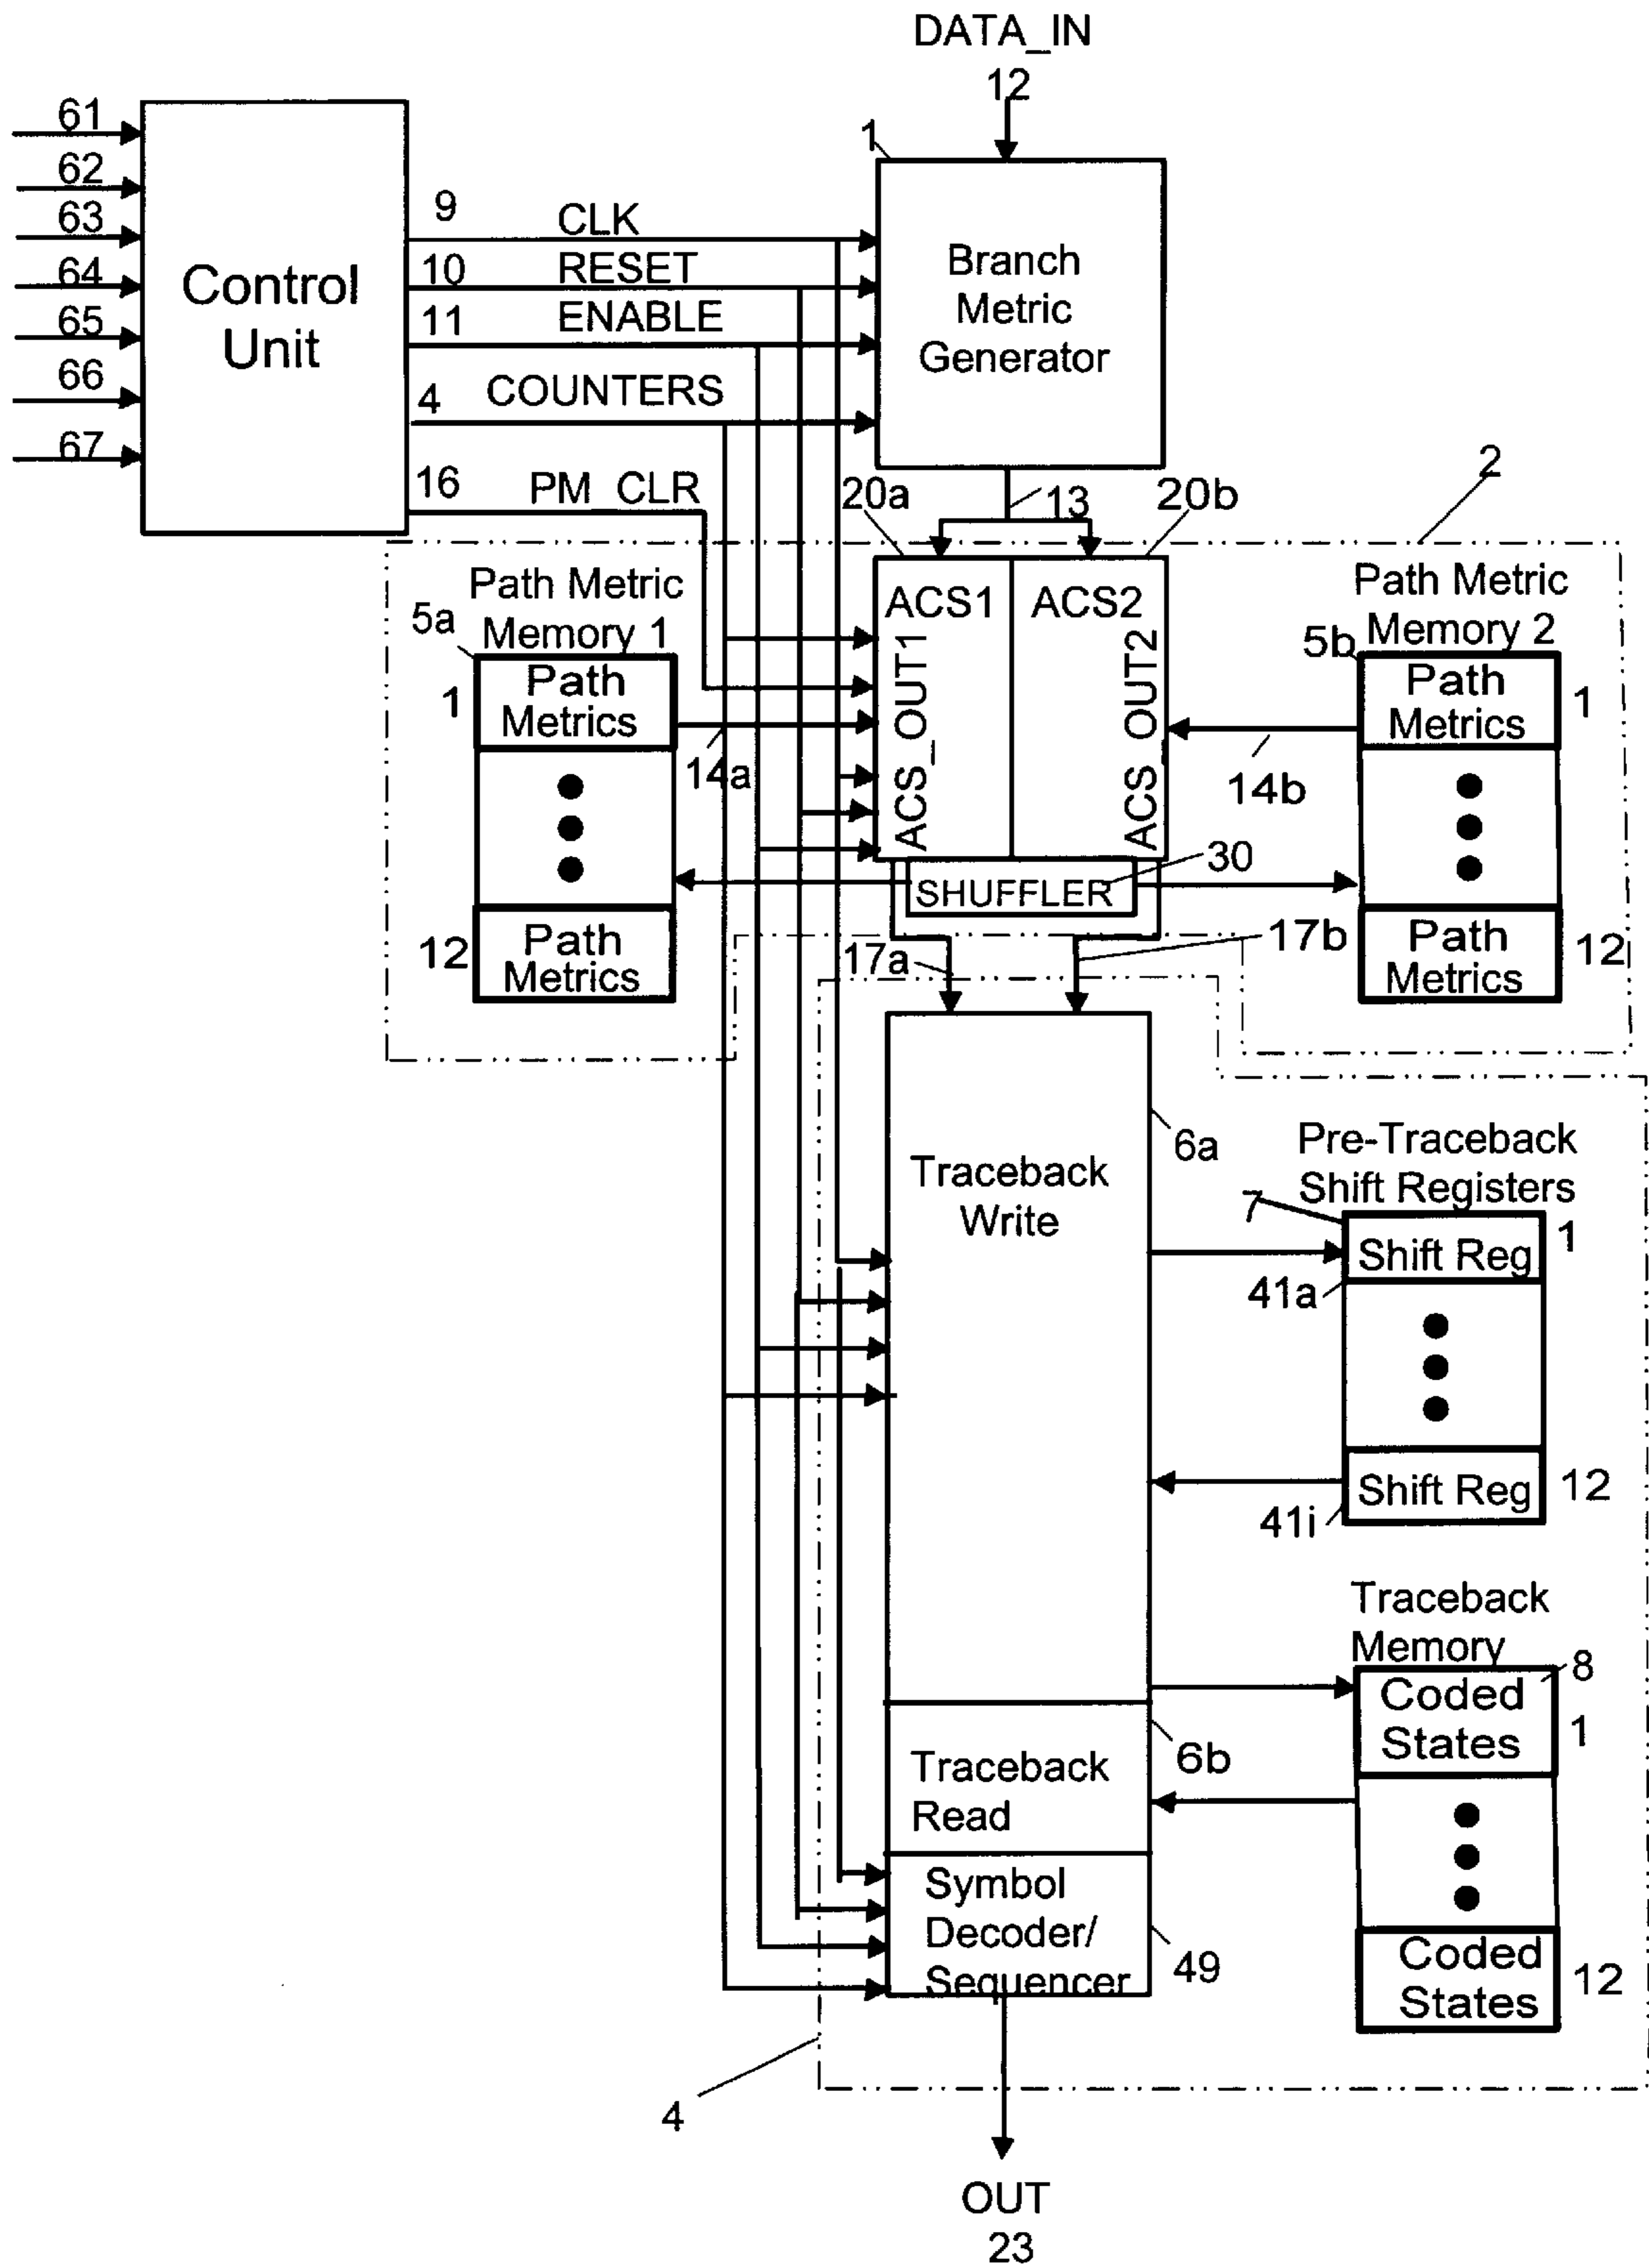 DATA_IN
12
61
62
63
64
65
66
67
Control
Unit
9 CLK
10 RESET
11 ENABLE
4 COUNTERS
16 PM_CLR
1
Branch
Metric
Generator
13
20a
20b
2
Path Metric
Memory 1
5a
1
Path
Metrics
12
Path
Metrics
14a
ACS1
ACS2
ACS_OUT1
ACS_OUT2
SHUFFLER
30
Path Metric
Memory 2
5b
Path
Metrics
1
14b
Path
Metrics
12
17a
17b
Traceback
Write
6a
Pre-Traceback
Shift Registers
7
Shift Reg
1
41a
Shift Reg
12
41i
Traceback
Memory
8
Coded
States
1
Coded
States
12
Traceback
Read
6b
Symbol
Decoder/
Sequencer
49
4
OUT
23